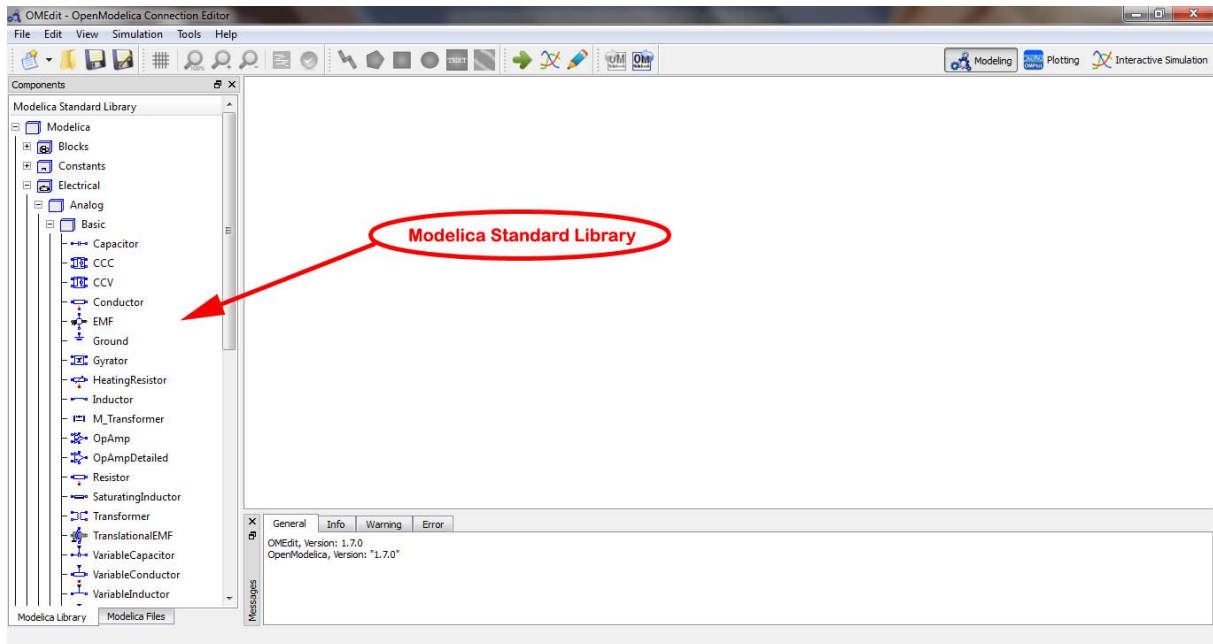 OMEdit - OpenModelica Connection Editor
File Edit View Simulation Tools Help
TEXT
Modeling Plotting Interactive Simulation
Components
Modelica Standard Library
Modelica
Blocks
Constants
Electrical
Analog
Basic
Capacitor
CCC
CCV
Conductor
EMF
Ground
Gyrator
HeatingResistor
Inductor
M_Transformer
OpAmp
OpAmpDetailed
Resistor
SaturatingInductor
Transformer
TranslationalEMF
VariableCapacitor
VariableConductor
VariableInductor
Modelica Library Modelica Files
Modelica Standard Library
General Info Warning Error
OMEdit, Version: 1.7.0
OpenModelica, Version: "1.7.0"
Messages